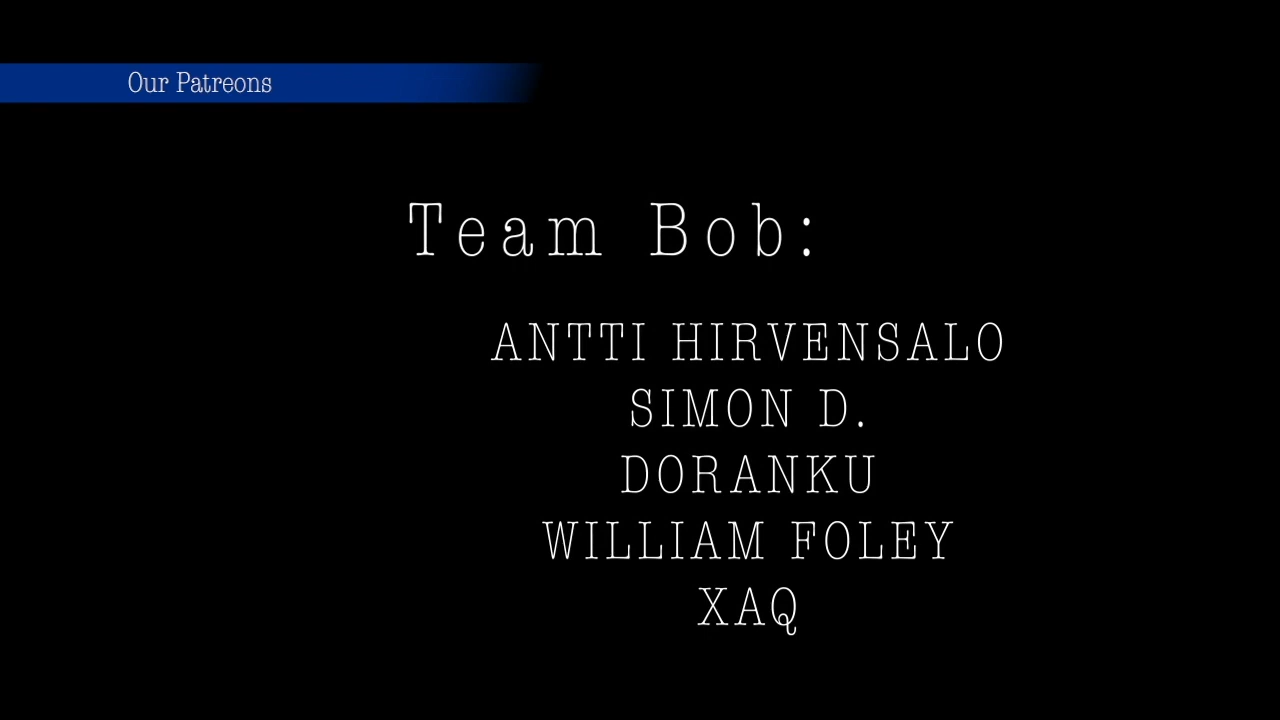 Our Patreons
Team Bob:
ANTTI HIRVENSALO
SIMON D.
DORANKU
WILLIAM FOLEY
XAQ